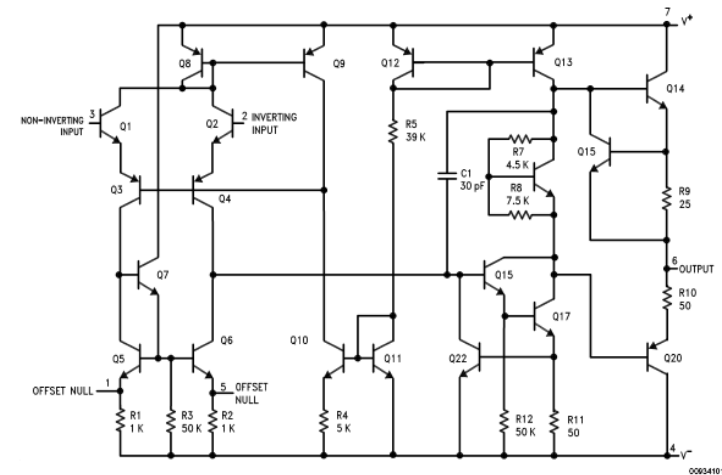 7
V+
Q8
Q9
Q12
Q13
Q14
3
NON-INVERTING
INPUT
Q1
Q2
2 INVERTING
INPUT
R5
39 K
Q15
R7
4.5 K
R8
7.5 K
C1
30 pF
R9
25
Q3
Q4
6
OUTPUT
Q7
Q15
R10
50
Q17
Q5
Q6
Q10
Q11
Q22
Q20
OFFSET NULL
1
5
OFFSET
NULL
R1
1 K
R3
50 K
R2
1 K
R4
5 K
R12
50 K
R11
50
4
V-
00934101